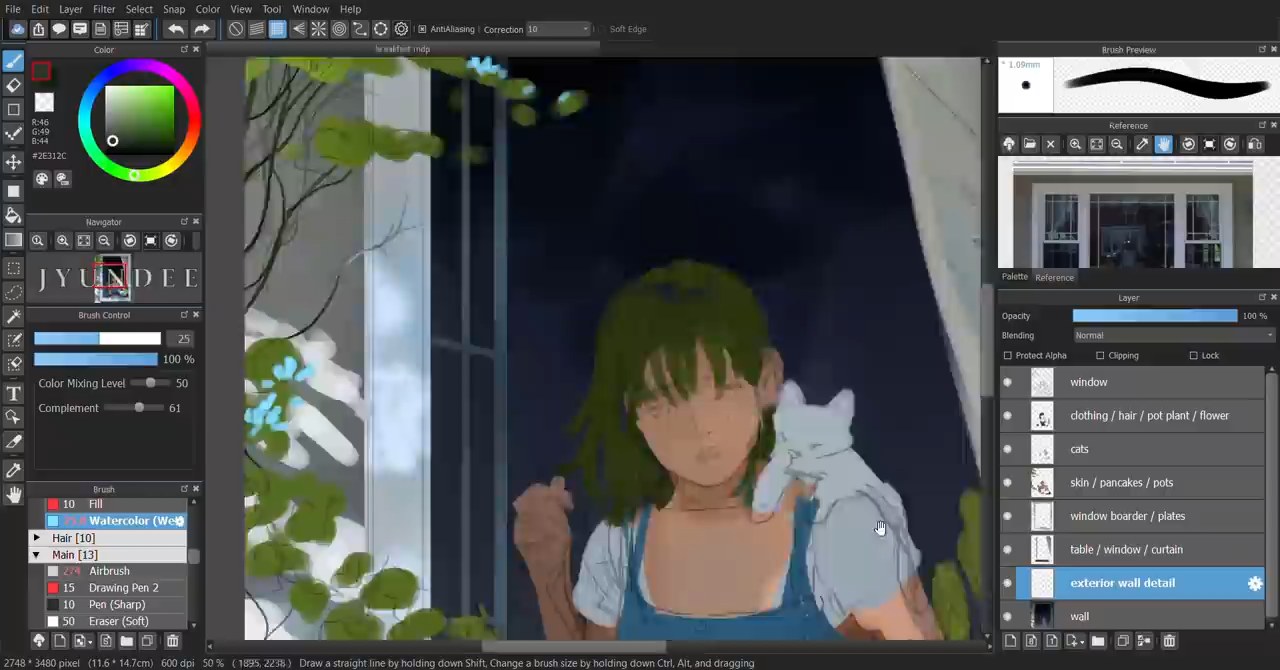 File Edit Layer Filter Select Snap Color View Tool Window Help
AntiAliasing Correction 10 Soft Edge
Color
breakfast mdp
Brush Preview
* 1.09mm
R:46
G:49
B:44
#2E312C
Reference
Navigator
JYUNDEE
Brush Control
25
100 %
Color Mixing Level 50
Complement 61
Palette Reference
Layer
Opacity 100 %
Blending Normal
Protect Alpha Clipping Lock
window
clothing / hair / pot plant / flower
cats
skin / pancakes / pots
window boarder / plates
table / window / curtain
exterior wall detail
wall
Brush
10 Fill
Watercolor (We
Hair [10]
Main [13]
274 Airbrush
15 Drawing Pen 2
10 Pen (Sharp)
50 Eraser (Soft)
2748 * 3480 pixel (11.6 * 14.7cm) 600 dpi 50 % ( 1895, 2238 ) Draw a straight line by holding down Shift, Change a brush size by holding down Ctrl, Alt, and dragging